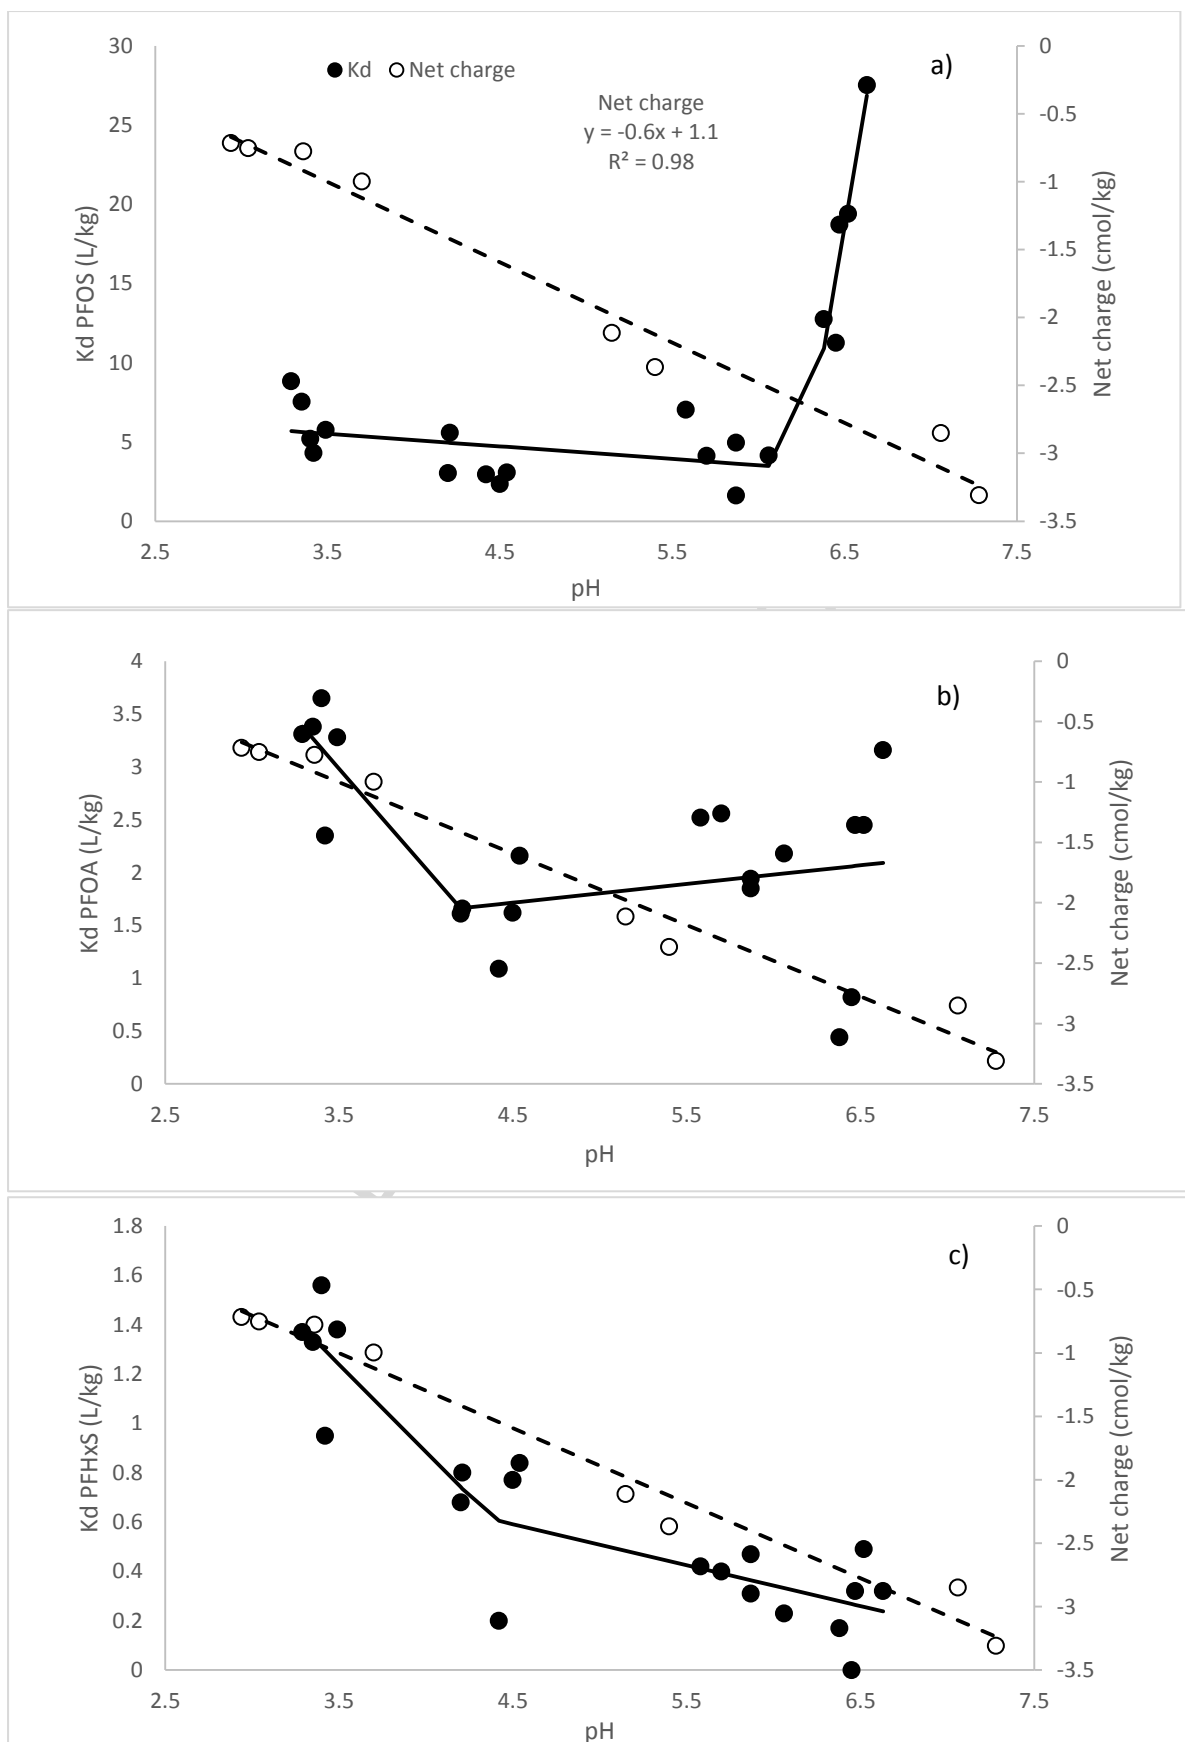 30
25
20
15
10
5
0
Kd PFOS (L/kg)
Kd
Net charge
Net charge
y = -0.6x + 1.1
R² = 0.98
a)
0
-0.5
-1
-1.5
-2
-2.5
-3
-3.5
Net charge (cmol/kg)
2.5 3.5 4.5 5.5 6.5 7.5
pH
4
3.5
3
2.5
2
1.5
1
0.5
0
Kd PFOA (L/kg)
b)
0
-0.5
-1
-1.5
-2
-2.5
-3
-3.5
Net charge (cmol/kg)
2.5 3.5 4.5 5.5 6.5 7.5
pH
1.8
1.6
1.4
1.2
1
0.8
0.6
0.4
0.2
0
Kd PFHxS (L/kg)
c)
0
-0.5
-1
-1.5
-2
-2.5
-3
-3.5
Net charge (cmol/kg)
2.5 3.5 4.5 5.5 6.5 7.5
pH